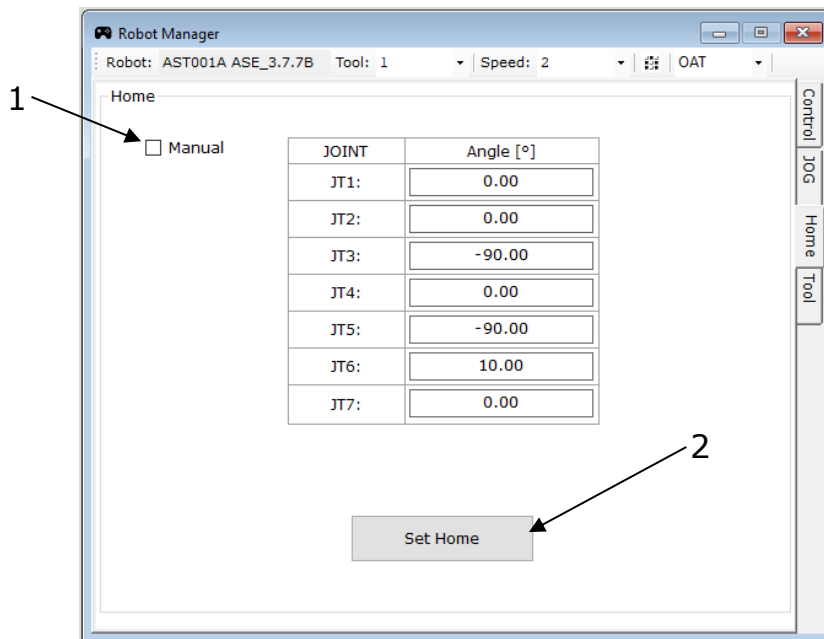 Robot Manager
Robot: AST001A ASE_3.7.7B Tool: 1 Speed: 2 OAT
Home
1
Manual
JOINT Angle [°]
JT1: 0.00
JT2: 0.00
JT3: -90.00
JT4: 0.00
JT5: -90.00
JT6: 10.00
JT7: 0.00
2
Set Home
Control
JOG
Home
Tool